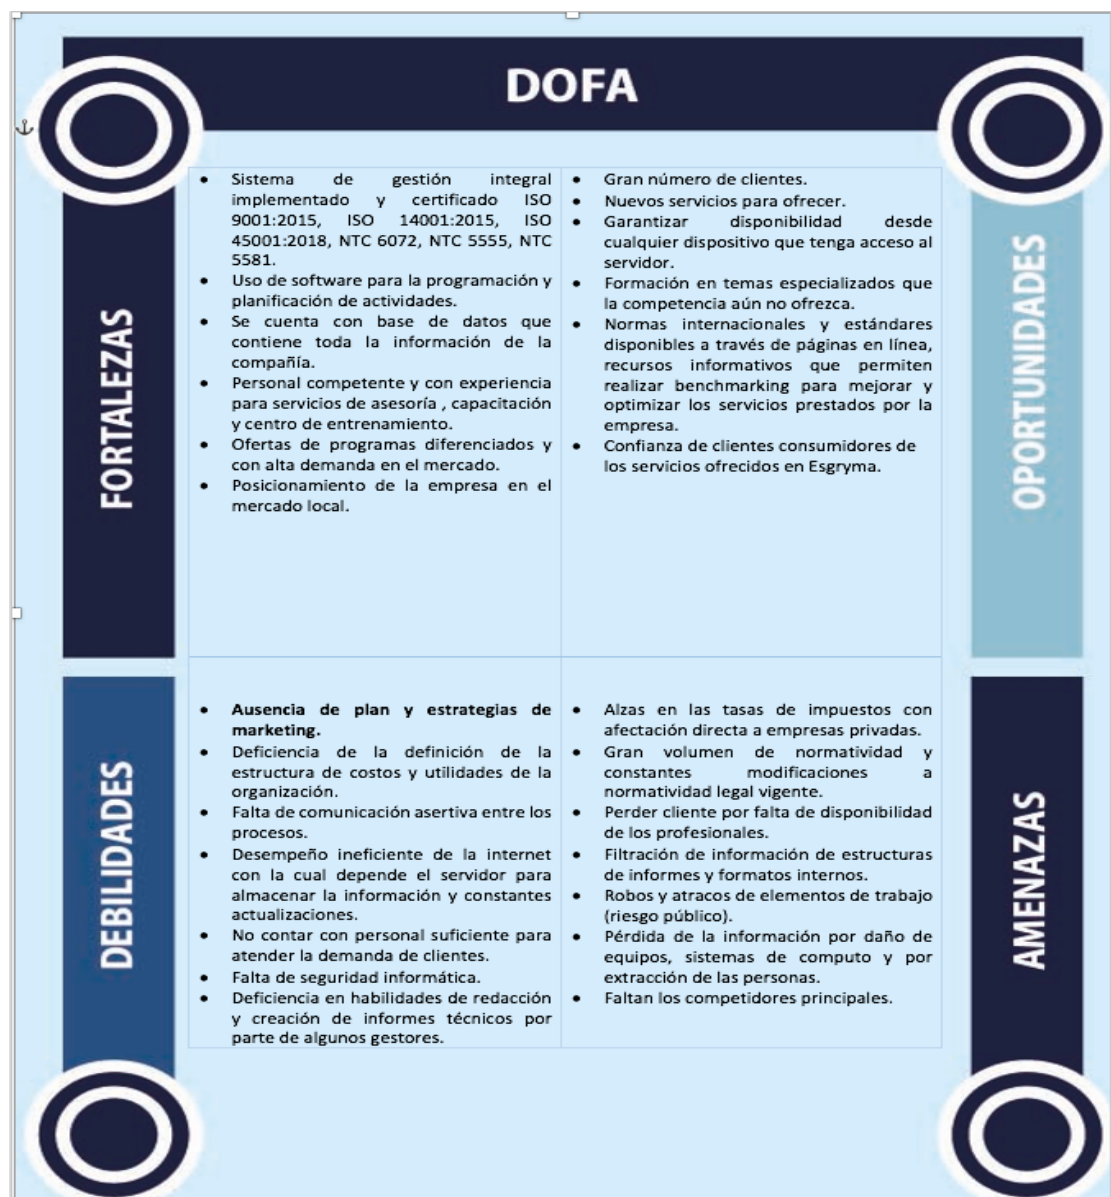 DOFA
FORTALEZAS
• Sistema de gestión integral
implementado y certificado ISO
9001:2015, ISO 14001:2015, ISO
45001:2018, NTC 6072, NTC 5555, NTC
5581.
• Uso de software para la programación y
planificación de actividades.
• Se cuenta con base de datos que
contiene toda la información de la
compañía.
• Personal competente y con experiencia
para servicios de asesoría , capacitación
y centro de entrenamiento.
• Ofertas de programas diferenciados y
con alta demanda en el mercado.
• Posicionamiento de la empresa en el
mercado local.
• Gran número de clientes.
• Nuevos servicios para ofrecer.
• Garantizar disponibilidad desde
cualquier dispositivo que tenga acceso al
servidor.
• Formación en temas especializados que
la competencia aún no ofrezca.
• Normas internacionales y estándares
disponibles a través de páginas en línea,
recursos informativos que permiten
realizar benchmarking para mejorar y
optimizar los servicios prestados por la
empresa.
• Confianza de clientes consumidores de
los servicios ofrecidos en Esgryma.
OPORTUNIDADES
DEBILIDADES
• Ausencia de plan y estrategias de
marketing.
• Deficiencia de la definición de la
estructura de costos y utilidades de la
organización.
• Falta de comunicación asertiva entre los
procesos.
• Desempeño ineficiente de la internet
con la cual depende el servidor para
almacenar la información y constantes
actualizaciones.
• No contar con personal suficiente para
atender la demanda de clientes.
• Falta de seguridad informática.
• Deficiencia en habilidades de redacción
y creación de informes técnicos por
parte de algunos gestores.
• Alzas en las tasas de impuestos con
afectación directa a empresas privadas.
• Gran volumen de normatividad y
constantes modificaciones a
normatividad legal vigente.
• Perder cliente por falta de disponibilidad
de los profesionales.
• Filtración de información de estructuras
de informes y formatos internos.
• Robos y atracos de elementos de trabajo
(riesgo público).
• Pérdida de la información por daño de
equipos, sistemas de computo y por
extracción de las personas.
• Faltan los competidores principales.
AMENAZAS